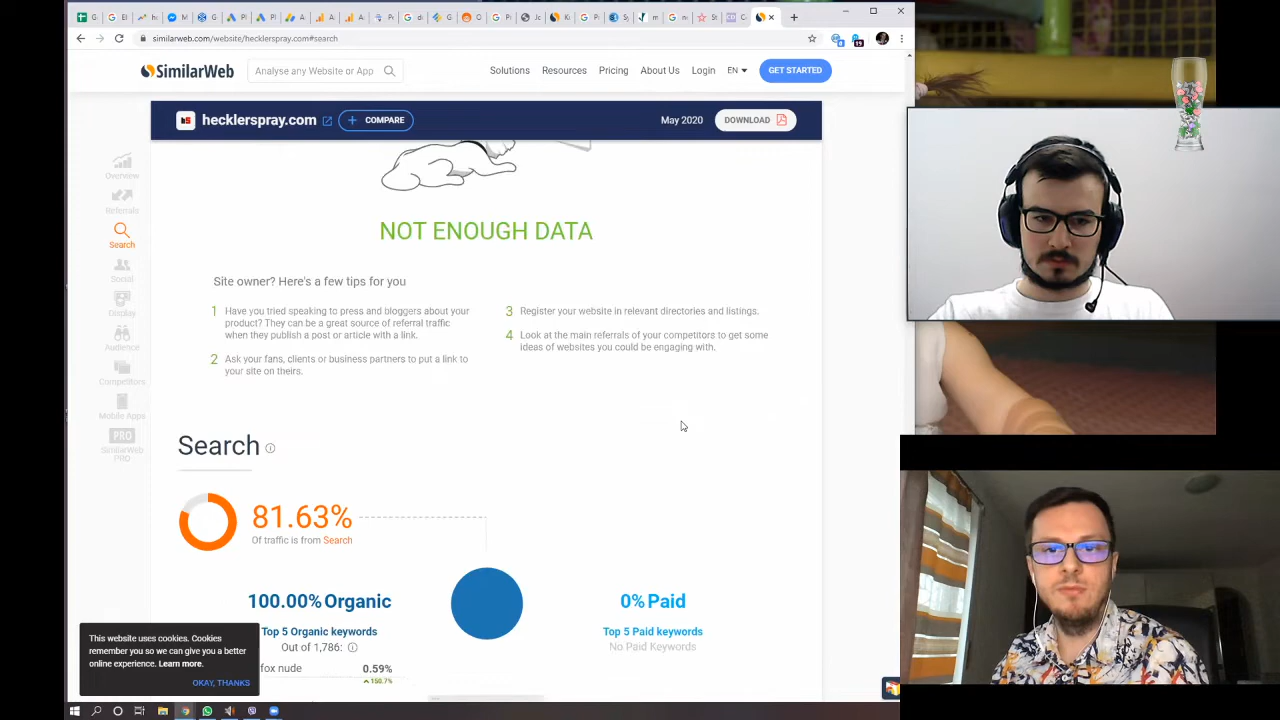 similarweb.com/website/hecklerspray.com#search
19
SimilarWeb
Analyse any Website or App
Solutions
Resources
Pricing
About Us
Login
EN
GET STARTED
hecklerspray.com
COMPARE
May 2020
DOWNLOAD
Overview
Referrals
Search
Social
Display
Audience
Competitors
Mobile Apps
PRO
SimilarWeb
PRO
NOT ENOUGH DATA
Site owner? Here's a few tips for you
1 Have you tried speaking to press and bloggers about your
product? They can be a great source of referral traffic
when they publish a post or article with a link.
2 Ask your fans, clients or business partners to put a link to
your site on theirs.
3 Register your website in relevant directories and listings.
4 Look at the main referrals of your competitors to get some
ideas of websites you could be engaging with.
Search
81.63%
Of traffic is from Search
100.00% Organic
Top 5 Organic keywords
Out of 1,786:
fox nude 0.59%
150.7%
0% Paid
Top 5 Paid keywords
No Paid Keywords
This website uses cookies. Cookies
remember you so we can give you a better
online experience. Learn more.
OKAY, THANKS